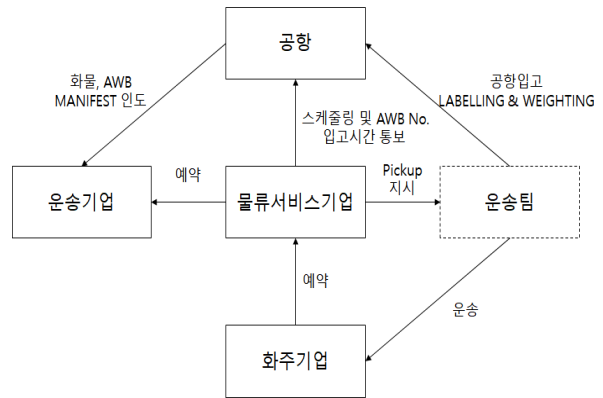 공항
화물, AWB
MANIFEST 인도
공항입고
LABELLING & WEIGHTING
스케줄링 및 AWB No.
입고시간 통보
운송기업
예약
물류서비스기업
Pickup
지시
운송팀
예약
운송
화주기업